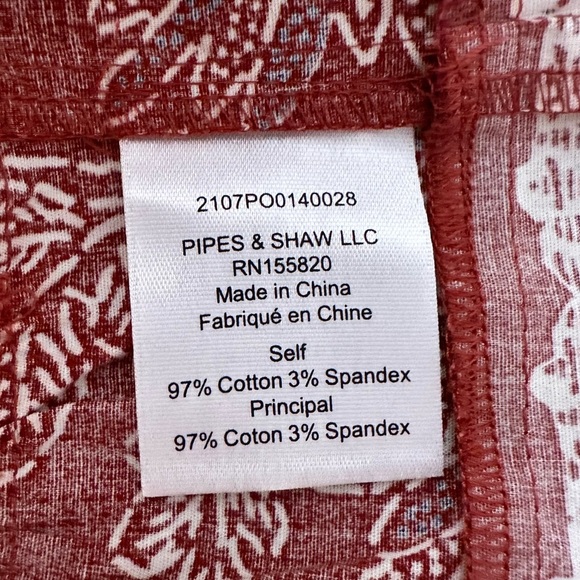 2107PO0140028
PIPES & SHAW LLC
RN155820
Made in China
Fabriqué en Chine
Self
97% Cotton 3% Spandex
Principal
97% Coton 3% Spandex